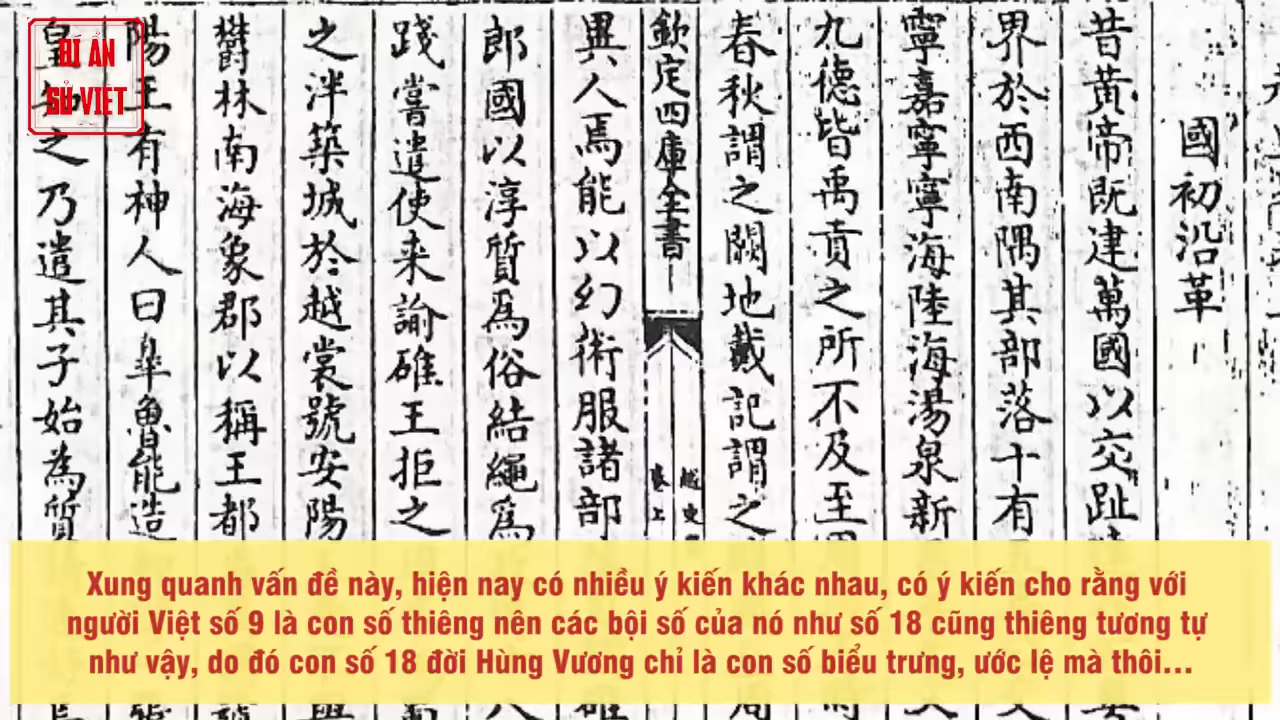 國初沿革
昔黃帝既建萬國以交趾
界於西南隅其部落十有
寧嘉寧寧海陸海湯泉新
九德皆禹貢之所不及至
春秋謂之闕地戴記謂之
欽定四庫全書
越史
卷上
異人焉能以幻術服諸部
郎國以淳質爲俗結繩爲
踐嘗遣使来諭碓王拒之
之泮築城於越裳號安陽
欝林南海象郡以稱王都
陽王有神人曰皐魯能造
皇知之乃遣其子始為質
BÍ ẨN
SỬ VIỆT
Xung quanh vấn đề này, hiện nay có nhiều ý kiến khác nhau, có ý kiến cho rằng với
người Việt số 9 là con số thiêng nên các bội số của nó như số 18 cũng thiêng tương tự
như vậy, do đó con số 18 đời Hùng Vương chỉ là con số biểu trưng, ước lệ mà thôi...